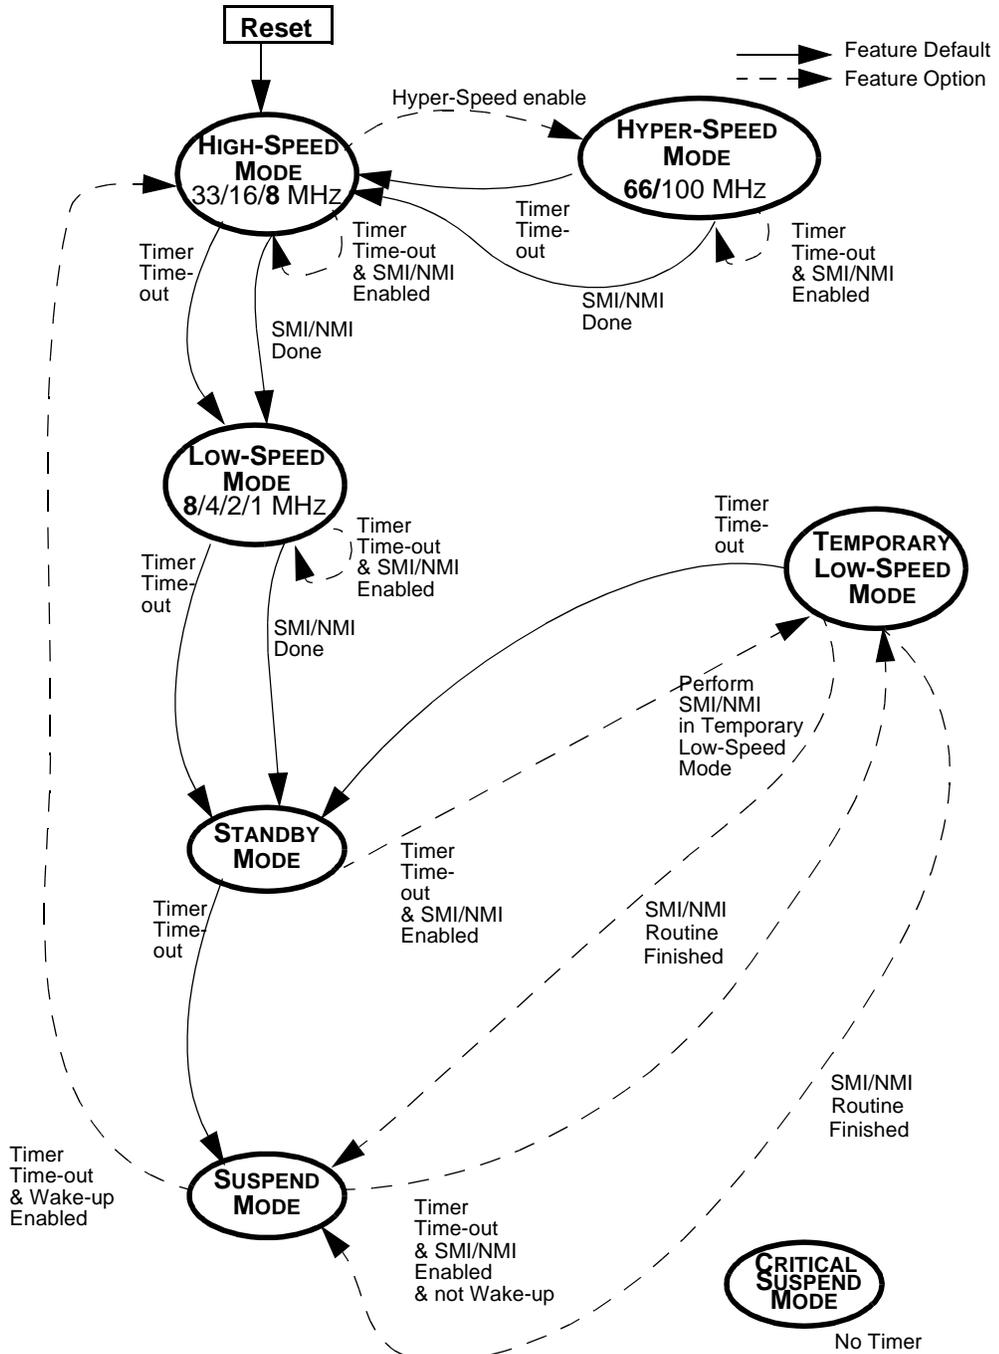 Reset
Feature Default
Feature Option
Hyper-Speed enable
HIGH-SPEED
MODE
33/16/8 MHz
HYPER-SPEED
MODE
66/100 MHz
Timer
Time-
out
Timer
Time-out
& SMI/NMI
Enabled
Timer
Time-
out
Timer
Time-out
& SMI/NMI
Enabled
SMI/NMI
Done
SMI/NMI
Done
LOW-SPEED
MODE
8/4/2/1 MHz
Timer
Time-
out
Timer
Time-out
& SMI/NMI
Enabled
SMI/NMI
Done
Timer
Time-
out
TEMPORARY
LOW-SPEED
MODE
Perform
SMI/NMI
in Temporary
Low-Speed
Mode
STANDBY
MODE
Timer
Time-
out
& SMI/NMI
Enabled
Timer
Time-
out
SMI/NMI
Routine
Finished
SMI/NMI
Routine
Finished
Timer
Time-out
& Wake-up
Enabled
SUSPEND
MODE
Timer
Time-out
& SMI/NMI
Enabled
& not Wake-up
CRITICAL
SUSPEND
MODE
No Timer